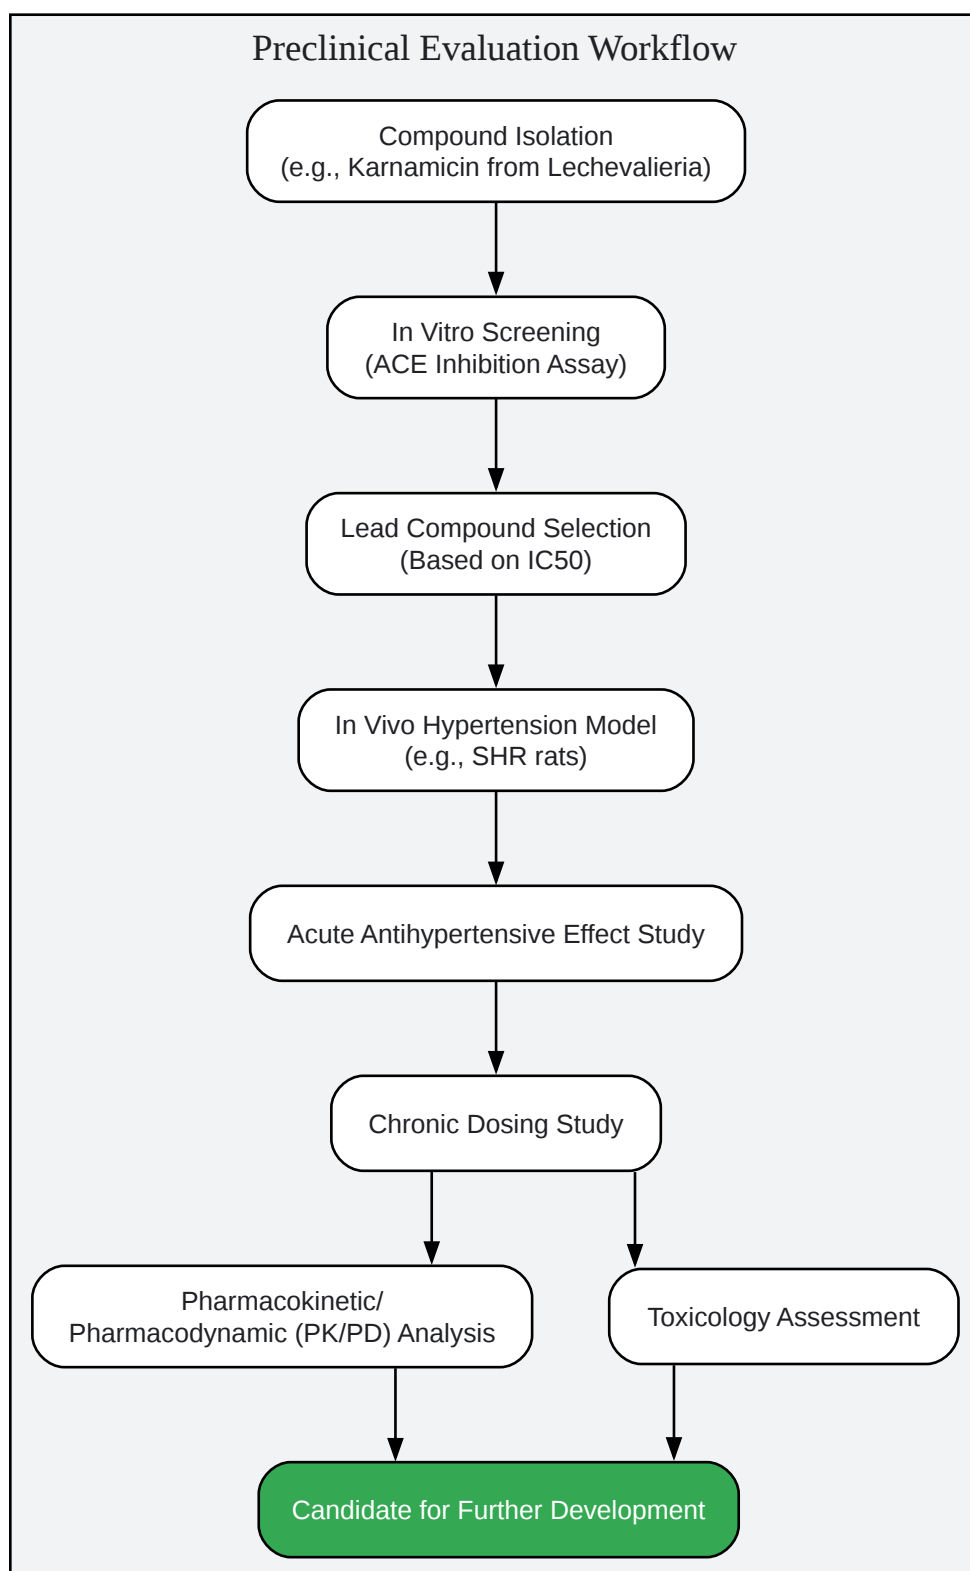 Preclinical Evaluation Workflow
Compound Isolation
(e.g., Karnamicin from Lechevalieria)
In Vitro Screening
(ACE Inhibition Assay)
Lead Compound Selection
(Based on IC50)
In Vivo Hypertension Model
(e.g., SHR rats)
Acute Antihypertensive Effect Study
Chronic Dosing Study
Pharmacokinetic/
Pharmacodynamic (PK/PD) Analysis
Toxicology Assessment
Candidate for Further Development